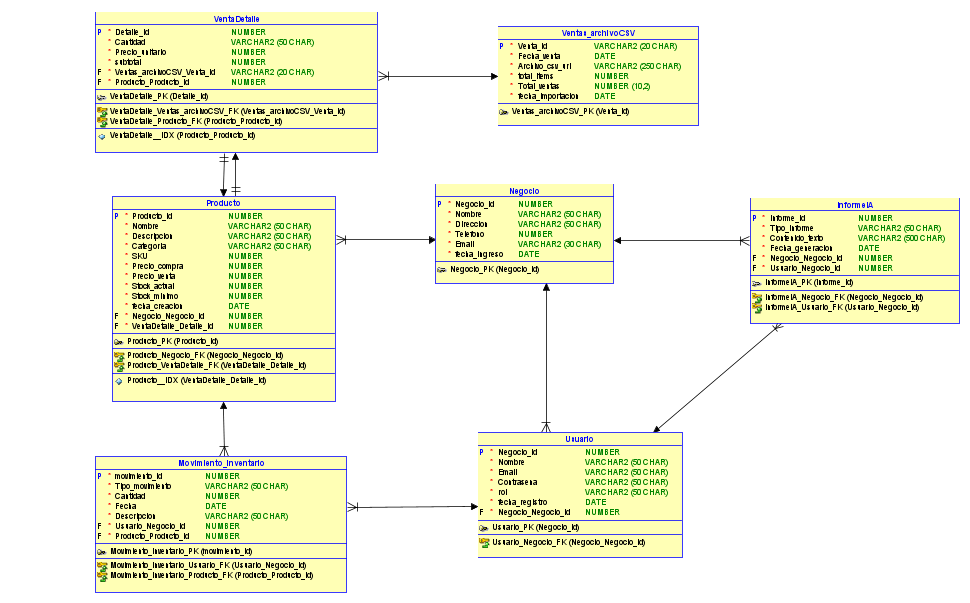 VentaDetalle
P * Detalle_id NUMBER
* Cantidad VARCHAR2 (50 CHAR)
* Precio_unitario NUMBER
* subtotal NUMBER
F * Ventas_archivoCSV_Venta_id VARCHAR2 (20 CHAR)
F * Producto_Producto_id NUMBER
VentaDetalle_PK (Detalle_id)
VentaDetalle_Ventas_archivoCSV_FK (Ventas_archivoCSV_Venta_id)
VentaDetalle_Producto_FK (Producto_Producto_id)
VentaDetalle__IDX (Producto_Producto_id)
Ventas_archivoCSV
P * Venta_id VARCHAR2 (20 CHAR)
* Fecha_venta DATE
* Archivo_csv_url VARCHAR2 (250 CHAR)
* total_items NUMBER
* Total_ventas NUMBER (10,2)
* fecha_importacion DATE
Ventas_archivoCSV_PK (Venta_id)
Producto
P * Producto_id NUMBER
* Nombre VARCHAR2 (50 CHAR)
* Descripcion VARCHAR2 (50 CHAR)
* Categoria VARCHAR2 (50 CHAR)
* SKU NUMBER
* Precio_compra NUMBER
* Precio_venta NUMBER
* Stock_actual NUMBER
* Stock_minimo NUMBER
* fecha_creacion DATE
F * Negocio_Negocio_id NUMBER
F * VentaDetalle_Detalle_id NUMBER
Producto_PK (Producto_id)
Producto_Negocio_FK (Negocio_Negocio_id)
Producto_VentaDetalle_FK (VentaDetalle_Detalle_id)
Producto__IDX (VentaDetalle_Detalle_id)
Negocio
P * Negocio_id NUMBER
* Nombre VARCHAR2 (50 CHAR)
* Direccion VARCHAR2 (50 CHAR)
* Telefono NUMBER
* Email VARCHAR2 (30 CHAR)
* fecha_ingreso DATE
Negocio_PK (Negocio_id)
InformeIA
P * Informe_id NUMBER
* Tipo_informe VARCHAR2 (50 CHAR)
* Contenido_texto VARCHAR2 (500 CHAR)
* Fecha_generacion DATE
F * Negocio_Negocio_id NUMBER
F * Usuario_Negocio_id NUMBER
InformeIA_PK (Informe_id)
InformeIA_Negocio_FK (Negocio_Negocio_id)
InformeIA_Usuario_FK (Usuario_Negocio_id)
Movimiento_Inventario
P * movimiento_id NUMBER
* Tipo_movimiento VARCHAR2 (50 CHAR)
* Cantidad NUMBER
* Fecha DATE
* Descripcion VARCHAR2 (50 CHAR)
F * Usuario_Negocio_id NUMBER
F * Producto_Producto_id NUMBER
Movimiento_Inventario_PK (movimiento_id)
Movimiento_Inventario_Usuario_FK (Usuario_Negocio_id)
Movimiento_Inventario_Producto_FK (Producto_Producto_id)
Usuario
P * Negocio_id NUMBER
* Nombre VARCHAR2 (50 CHAR)
* Email VARCHAR2 (50 CHAR)
* Contrasena VARCHAR2 (50 CHAR)
* rol VARCHAR2 (50 CHAR)
* fecha_registro DATE
F * Negocio_Negocio_id NUMBER
Usuario_PK (Negocio_id)
Usuario_Negocio_FK (Negocio_Negocio_id)